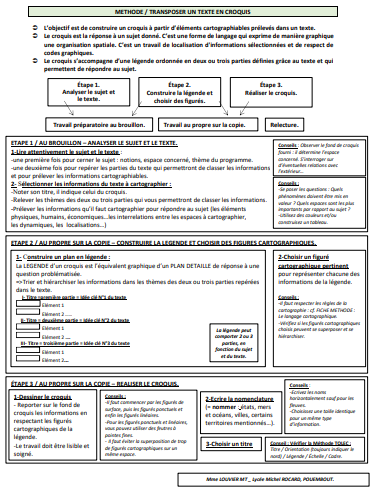 METHODE / TRANSPOSER UN TEXTE EN CROQUIS
L'objectif est de construire un croquis à partir d'éléments cartographiables prélevés dans un texte.
Le croquis est la réponse à un sujet donné. C'est une forme de langage qui exprime de manière graphique
une organisation spatiale. C'est un travail de localisation d'informations sélectionnées et de respect de
codes graphiques.
Le croquis s'accompagne d'une légende ordonnée en deux ou trois parties définies grâce au texte et qui
permettent de répondre au sujet.
Étape 1.
Analyser le sujet et
le texte.
Étape 2.
Construire la légende et
choisir des figurés.
Étape 3.
Réaliser le croquis.
Travail préparatoire au brouillon.
Travail au propre sur la copie.
Relecture.
ETAPE 1 / AU BROUILLON – ANALYSER LE SUJET ET LE TEXTE.
1-Lire attentivement le sujet et le texte :
-une première fois pour cerner le sujet : notions, espace concerné, thème du programme.
-une deuxième fois pour repérer les parties du texte qui permettront de classer les informations
et de proposer des parties en légende.
2- Sélectionner les informations du texte à cartographier :
-Noter son titre, il indique celui du croquis.
-Relever les thèmes des deux ou trois parties qui vous permettront de classer les informations.
-Prélever les informations qu'il faut cartographier pour répondre au sujet (les éléments
physiques, humains, économiques...les interrelations entre les espaces à cartographier,
les dynamiques, les localisations...)
Conseils : Observer le fond de croquis
fourni : il détermine l'espace
concerné. S'interroger sur
d'éventuelles relations avec
l'extérieur...
Conseils :
-Se poser les questions : Quels
phénomènes doivent être mis en
valeur ? Quels espaces sont les plus
importants par rapport au sujet ?
-Utilisez des couleurs et/ou
construisez un tableau.
ETAPE 2 / AU PROPRE SUR LA COPIE – CONSTRUIRE LA LEGENDE ET CHOISIR DES FIGURES CARTOGRAPHIQUES.
1- Construire un plan en légende :
La LEGENDE d'un croquis est l'équivalent graphique d'un PLAN DETAILLE de réponse à une
question problématisée.
=>Trier et hiérarchiser les informations dans les thèmes des deux ou trois parties repérées
dans le texte.
I- Titre =première partie = Idée clé N°1 du texte
Elément 1
Elément 2 .....
II- Titre = deuxième partie = Idée clé N°2 du texte
Elément 1
Elément 2 ....
III- Titre = troisième partie = Idée clé N°3 du texte
Elément 1
Elément 2....
La légende peut
comporter 2 ou 3
parties, en
fonction du sujet
et du texte.
2-Choisir un figuré
cartographique pertinent
pour représenter chacune des
informations de la légende.
Conseils :
-Il faut respecter les règles de la
cartographie : cf. FICHE METHODE :
Le langage cartographique.
-Vérifiez si les figurés cartographiques
choisis peuvent se superposer et se
hiérarchiser.
ETAPE 3 / AU PROPRE SUR LA COPIE – REALISER LE CROQUIS.
1-Dessiner le croquis
- Reporter sur le fond de
croquis les informations en
respectant les figurés
cartographiques de la
légende.
-Le travail doit être lisible et
soigné.
Conseils :
-Il faut commencer par les figurés de
surface, puis les figurés ponctuels et
enfin les figurés linéaires.
-Pour les figurés ponctuels et linéaires,
vous pouvez utiliser des feutres à
pointes fines.
-Il faut éviter la superposition de trop
de figurés cartographiques sur un
même espace.
2-Ecrire la nomenclature
(= nommer états, mers
et océans, villes, certains
territoires mentionnés...).
3-Choisir un titre
Conseils :
-Ecrivez les noms
horizontalement sauf pour les
fleuves.
-Choisissez une taille identique
pour un même type
d'information.
Conseil : Vérifier la Méthode TOLEC :
Titre / Orientation (toujours indiquer le
nord) / Légende / Échelle / Cadre.
Mme LOUVIER MT _ Lycée Michel ROCARD, POUEMBOUT.